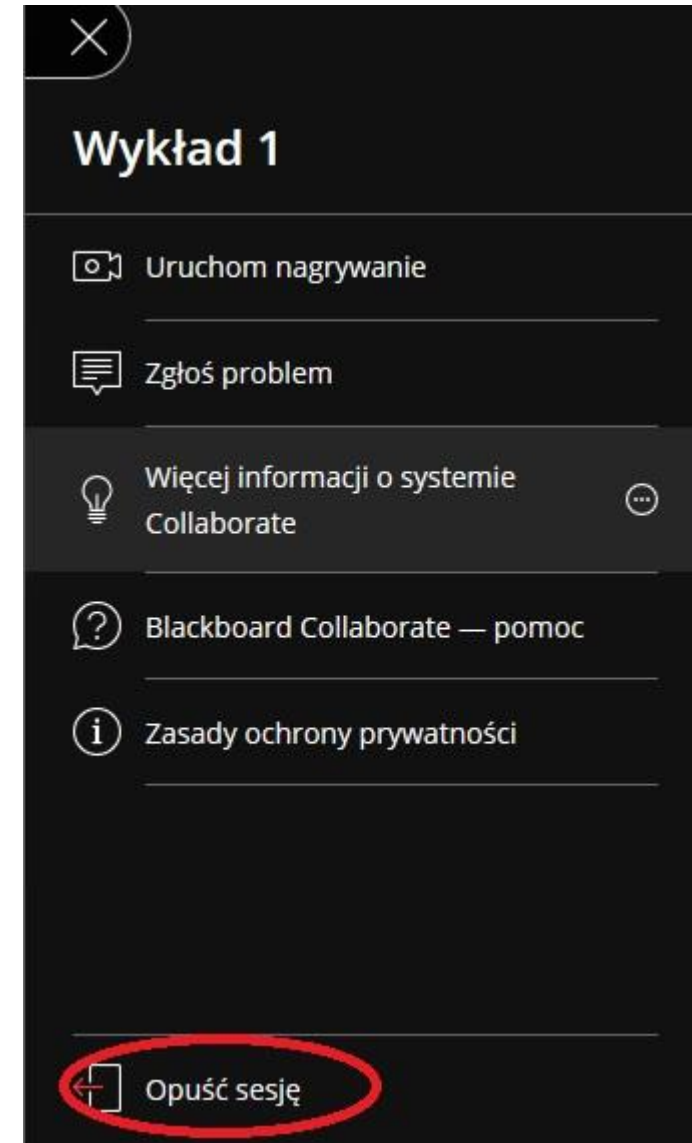 Wykład 1
Uruchom nagrywanie
Zgłoś problem
Więcej informacji o systemie
Collaborate
Blackboard Collaborate — pomoc
Zasady ochrony prywatności
Opuść sesję